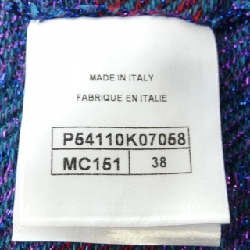 MADE IN ITALY
FABRIQUE EN ITALIE
P54110K07058
MC151 38